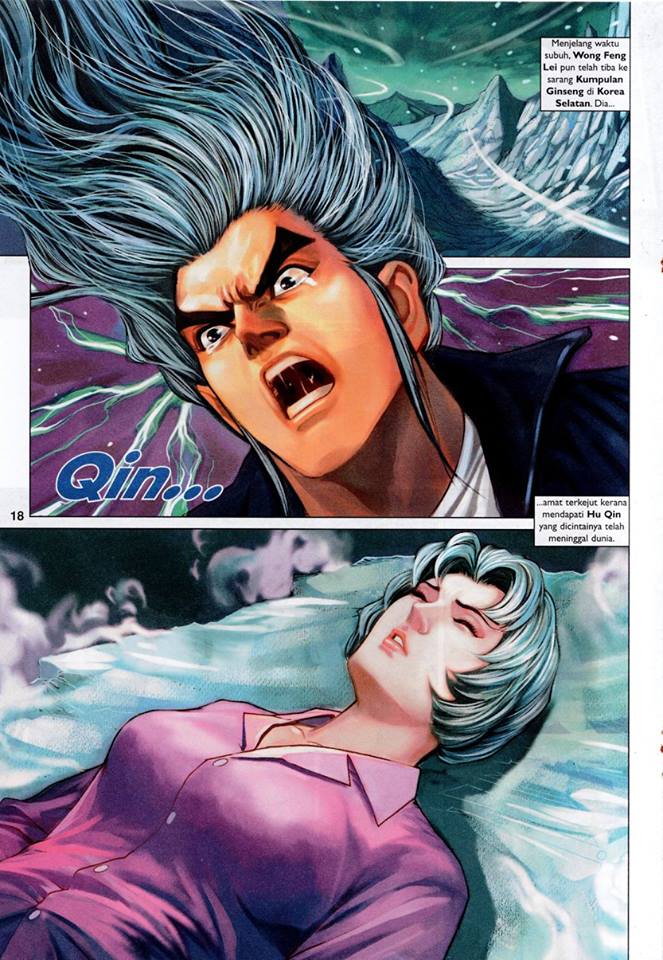 Menjelang waktu
subuh, Wong Feng
Lei pun telah tiba ke
sarang Kumpulan
Ginseng di Korea
Selatan. Dia...
Qin...
18
...amat terkejut kerana
mendapati Hu Qin
yang dicintainya telah
meninggal dunia.